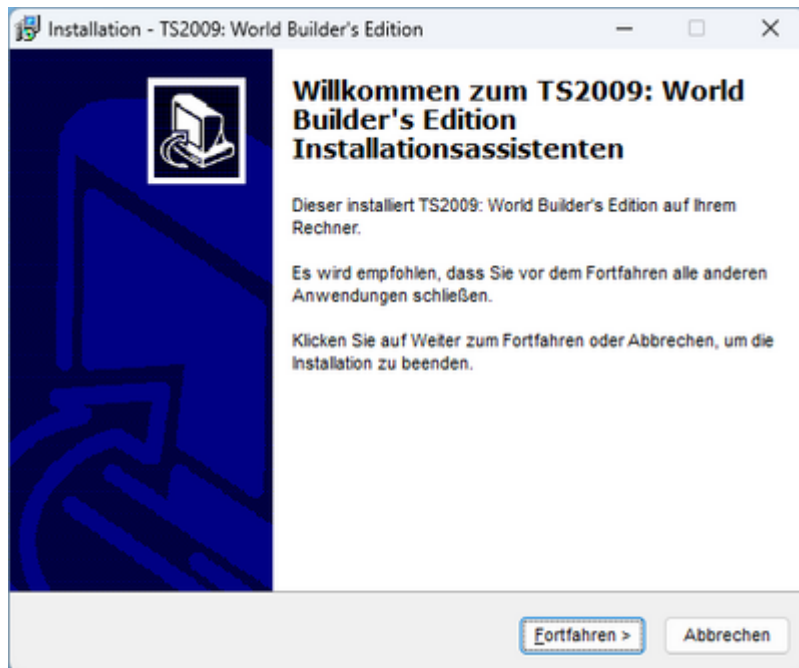 Installation - TS2009: World Builder's Edition
Willkommen zum TS2009: World
Builder's Edition
Installationsassistenten
Dieser installiert TS2009: World Builder's Edition auf Ihrem
Rechner.
Es wird empfohlen, dass Sie vor dem Fortfahren alle anderen
Anwendungen schließen.
Klicken Sie auf Weiter zum Fortfahren oder Abbrechen, um die
Installation zu beenden.
Fortfahren >
Abbrechen